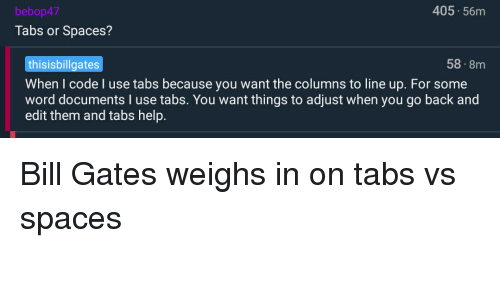 bebop47 405 · 56m
Tabs or Spaces?
thisisbillgates 58 · 8m
When I code I use tabs because you want the columns to line up. For some
word documents I use tabs. You want things to adjust when you go back and
edit them and tabs help.
Bill Gates weighs in on tabs vs
spaces